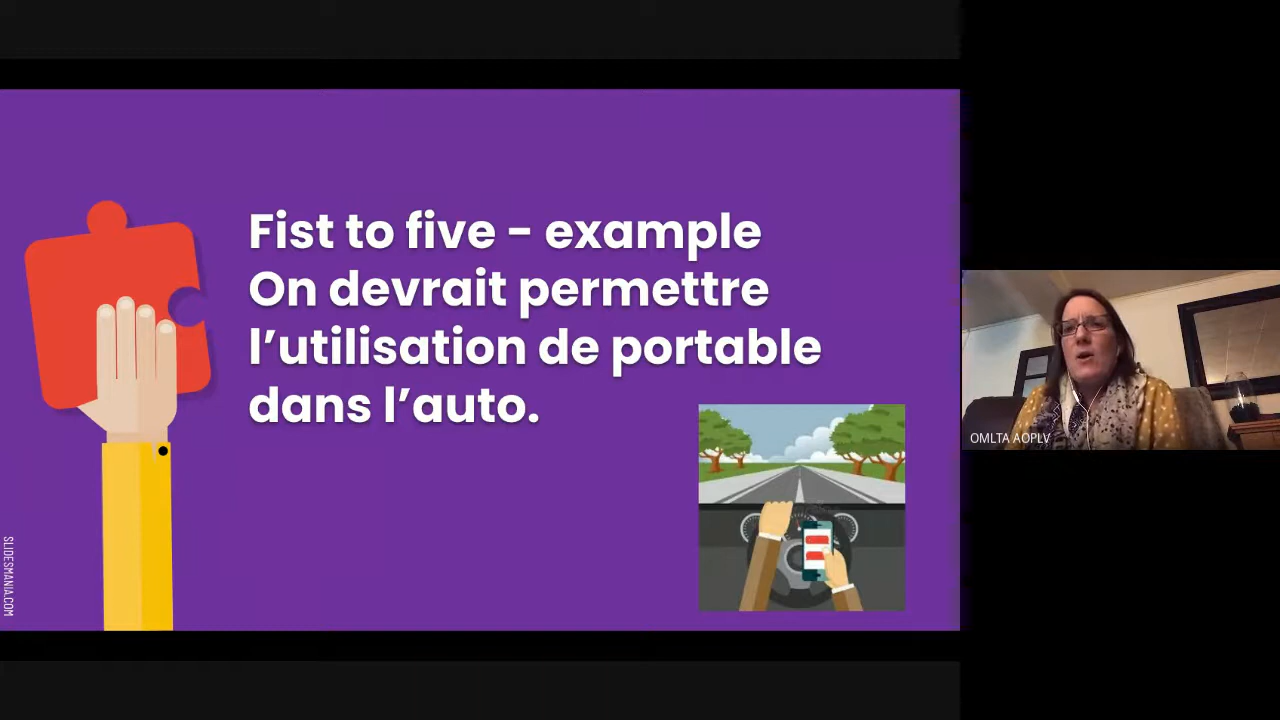 Fist to five - example
On devrait permettre
l’utilisation de portable
dans l’auto.
SLIDESMANIA.COM
OMLTA AOPLV